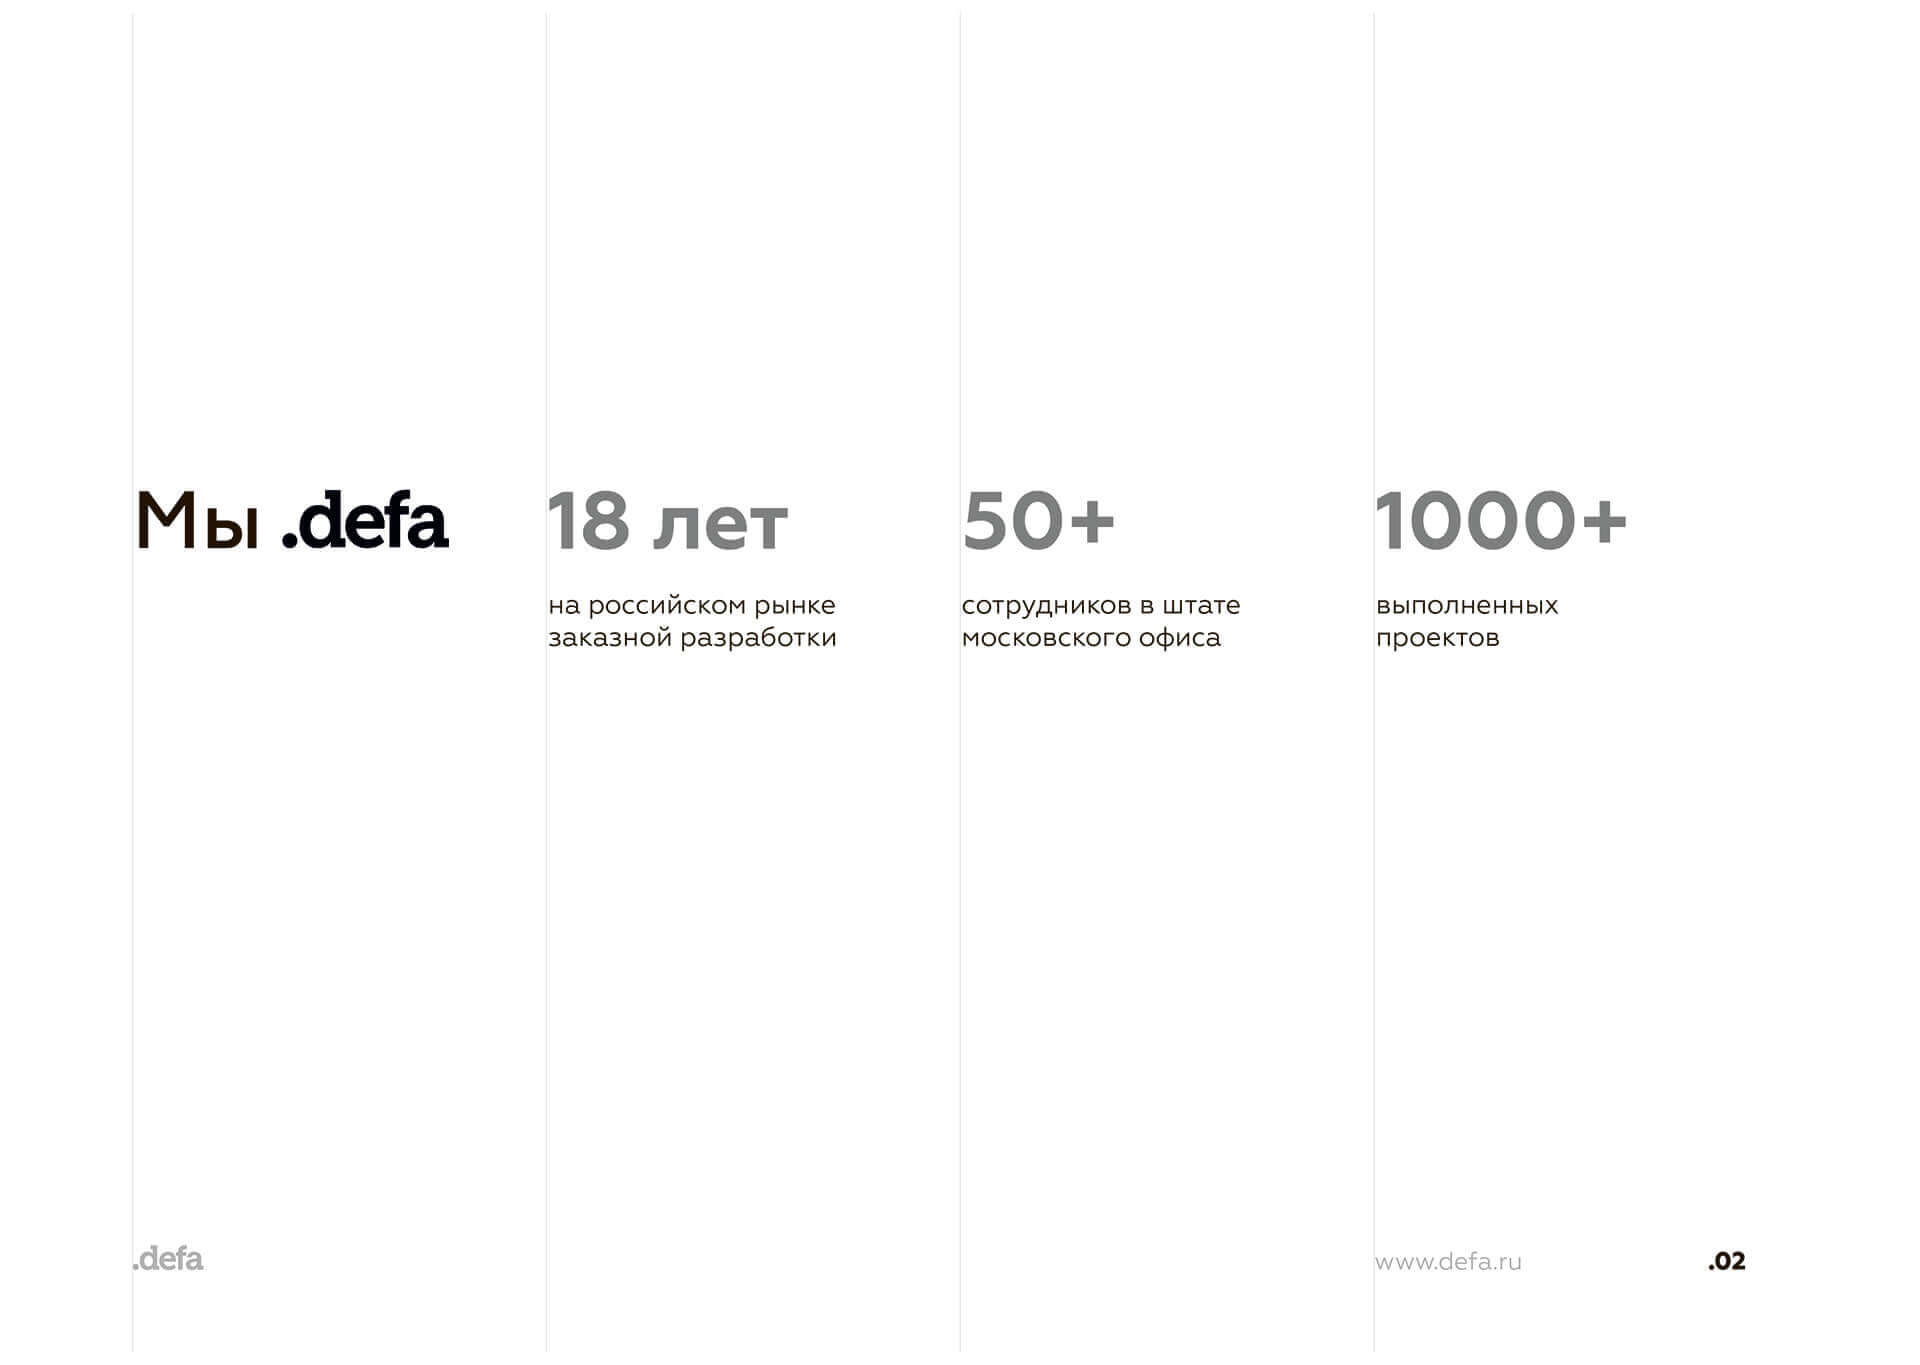 Мы .defa
18 лет
на российском рынке
заказной разработки
50+
сотрудников в штате
московского офиса
1000+
выполненных
проектов
.defa
www.defa.ru
.02